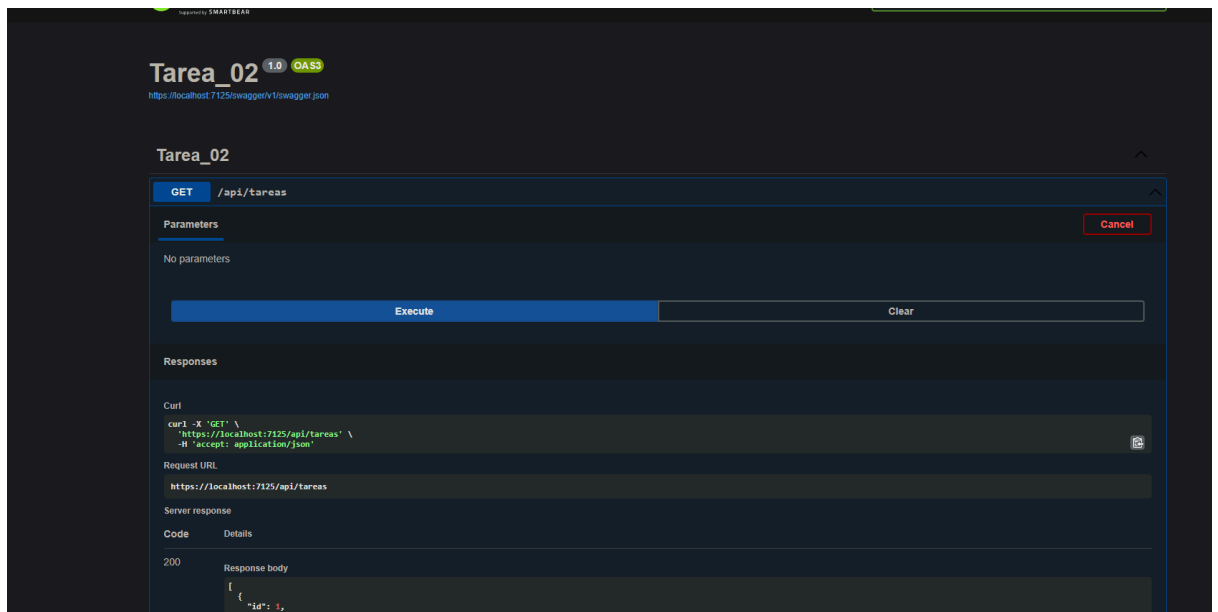 Supported by SMARTBEAR
Tarea_02 1.0 OAS3
https://localhost:7125/swagger/v1/swagger.json
Tarea_02
GET /api/tareas
Parameters
Cancel
No parameters
Execute
Clear
Responses
Curl
curl -X 'GET' \
'https://localhost:7125/api/tareas' \
-H 'accept: application/json'
Request URL
https://localhost:7125/api/tareas
Server response
Code Details
200
Response body
[
{
"id": 1,